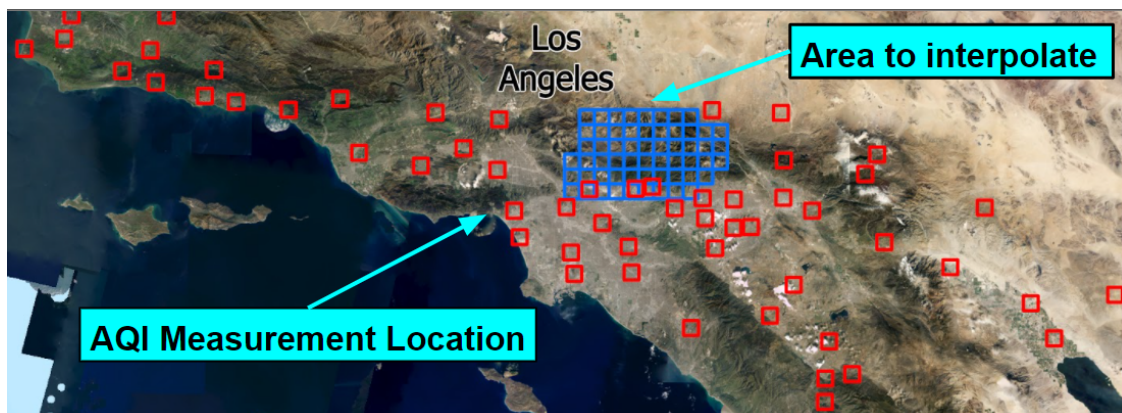 Los
Angeles
Area to interpolate
AQI Measurement Location